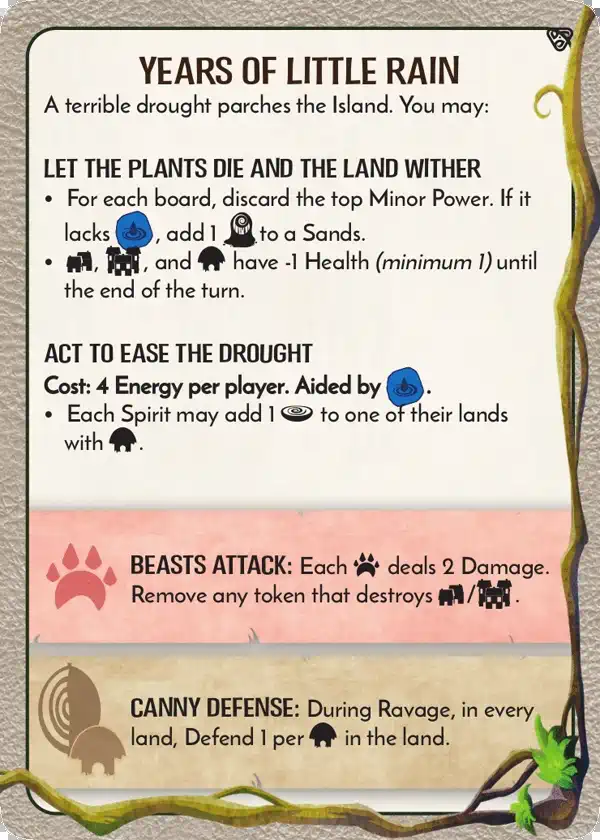 YEARS OF LITTLE RAIN
A terrible drought parches the Island. You may:
LET THE PLANTS DIE AND THE LAND WITHER
• For each board, discard the top Minor Power. If it
lacks , add 1 to a Sands.
• , , and have -1 Health (minimum 1) until
the end of the turn.
ACT TO EASE THE DROUGHT
Cost: 4 Energy per player. Aided by .
• Each Spirit may add 1 to one of their lands
with .
BEASTS ATTACK: Each deals 2 Damage.
Remove any token that destroys / .
CANNY DEFENSE: During Ravage, in every
land, Defend 1 per in the land.